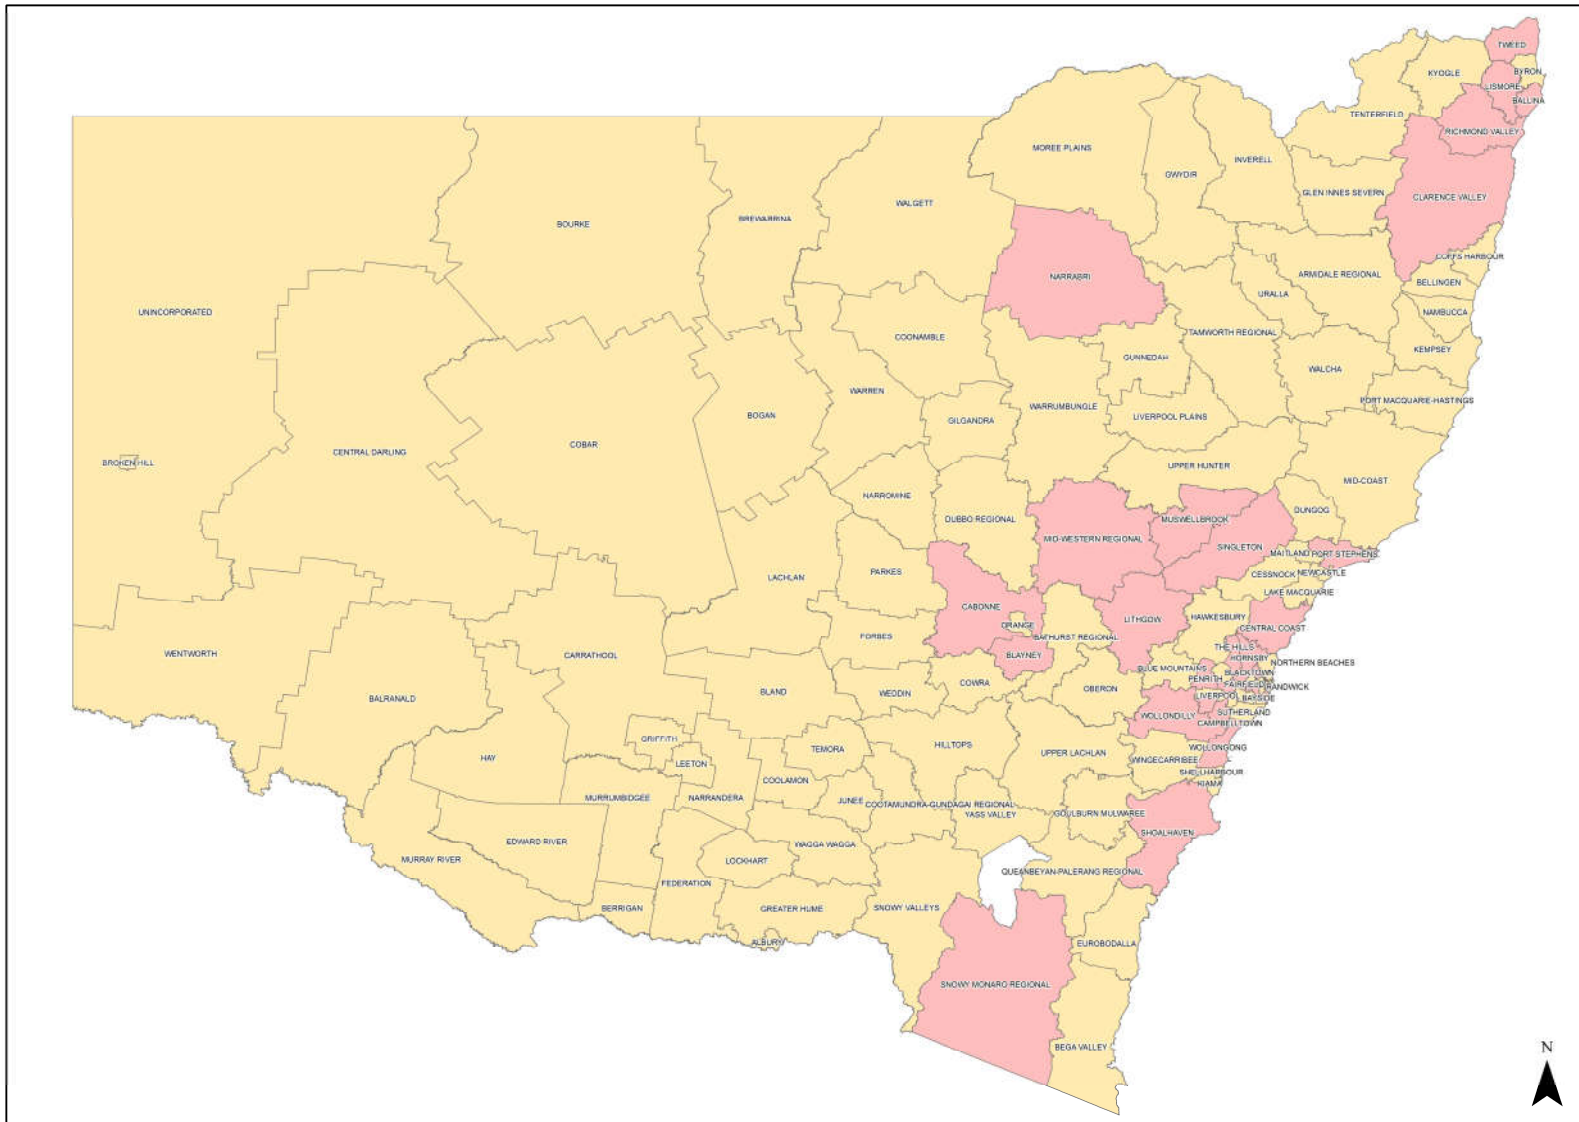 TWEED
KYOGLE
BYRON
LISMORE
BALLINA
TENTERFIELD
RICHMOND VALLEY
MOREE PLAINS
INVERELL
GWYDIR
GLEN INNES SEVERN
CLARENCE VALLEY
WALGETT
BREWARRINA
BOURKE
COFFS HARBOUR
NARRABRI
ARMIDALE REGIONAL
BELLINGEN
URALLA
UNINCORPORATED
NAMBUCCA
COONAMBLE
TAMWORTH REGIONAL
GUNNEDAH
KEMPSEY
WALCHA
WARREN
PORT MACQUARIE-HASTINGS
WARRUMBUNGLE
BOGAN
LIVERPOOL PLAINS
GILGANDRA
COBAR
CENTRAL DARLING
BROKEN HILL
UPPER HUNTER
MID-COAST
NARROMINE
DUNGOG
DUBBO REGIONAL
MUSWELLBROOK
MID-WESTERN REGIONAL
SINGLETON
MAITLAND
PORT STEPHENS
PARKES
LACHLAN
CESSNOCK
NEWCASTLE
LAKE MACQUARIE
CABONNE
LITHGOW
HAWKESBURY
ORANGE
CENTRAL COAST
FORBES
BATHURST REGIONAL
THE HILLS
WENTWORTH
CARRATHOOL
BLAYNEY
HORNSBY
NORTHERN BEACHES
BLUE MOUNTAINS
BLACKTOWN
PENRITH
COWRA
FAIRFIELD
RANDWICK
OBERON
BLAND
WEDDIN
LIVERPOOL
BAYSIDE
BALRANALD
SUTHERLAND
WOLLONDILLY
CAMPBELLTOWN
GRIFFITH
HILLTOPS
TEMORA
UPPER LACHLAN
WOLLONGONG
HAY
LEETON
WINGECARRIBEE
SHELLHARBOUR
COOLAMON
KIAMA
MURRUMBIDGEE
NARRANDERA
JUNEE
COOTAMUNDRA-GUNDAGAI REGIONAL
YASS VALLEY
GOULBURN MULWAREE
SHOALHAVEN
EDWARD RIVER
WAGGA WAGGA
MURRAY RIVER
LOCKHART
QUEANBEYAN-PALERANG REGIONAL
FEDERATION
BERRIGAN
GREATER HUME
SNOWY VALLEYS
ALBURY
EUROBODALLA
SNOWY MONARO REGIONAL
BEGA VALLEY
N